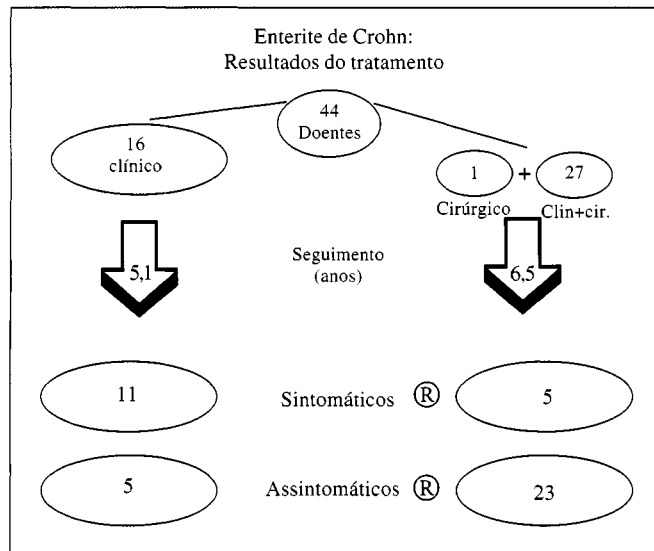 Enterite de Crohn:
Resultados do tratamento
44
Doentes
16
clínico
1 + 27
Cirúrgico Clin+cir.
5,1
Seguimento
(anos)
6,5
11 Sintomáticos ® 5
5 Assintomáticos ® 23